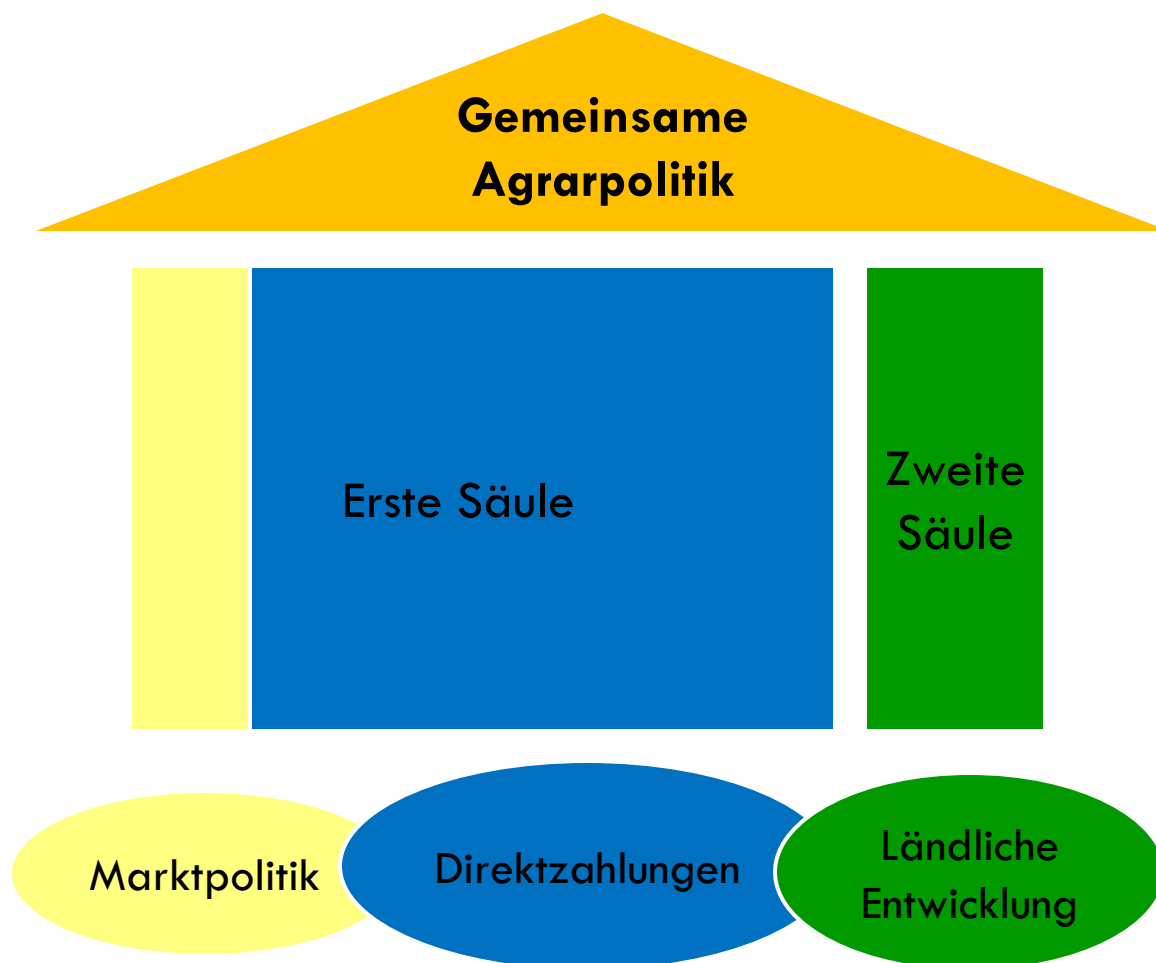 Gemeinsame
Agrarpolitik
Erste Säule
Zweite
Säule
Marktpolitik
Direktzahlungen
Ländliche
Entwicklung